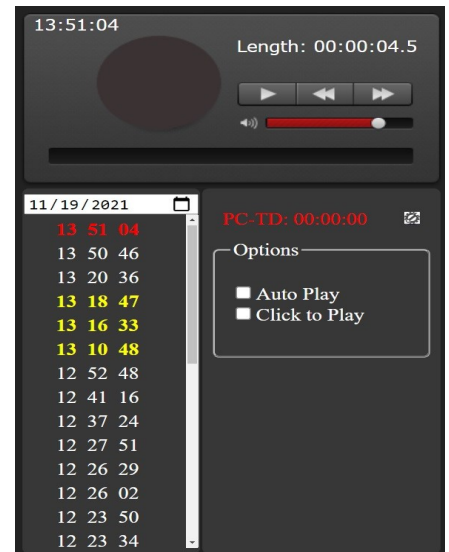 13:51:04
Length: 00:00:04.5
11/19/2021
13 51 04
13 50 46
13 20 36
13 18 47
13 16 33
13 10 48
12 52 48
12 41 16
12 37 24
12 27 51
12 26 29
12 26 02
12 23 50
12 23 34
PC-TD: 00:00:00
Options
Auto Play
Click to Play